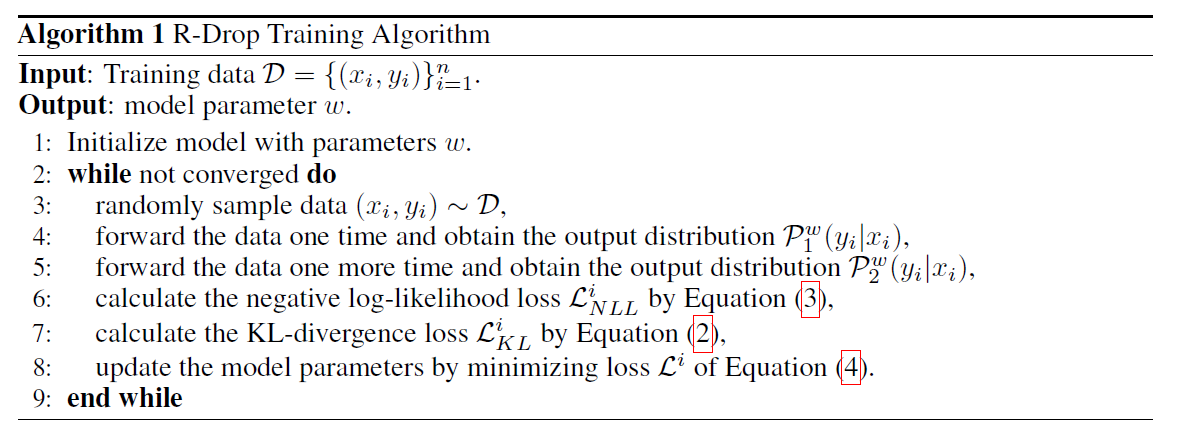 Algorithm 1 R-Drop Training Algorithm
Input: Training data $\mathcal{D} = \{(x_i, y_i)\}_{i=1}^{n}$.
Output: model parameter $w$.
1: Initialize model with parameters $w$.
2: while not converged do
3: randomly sample data $(x_i, y_i) \sim \mathcal{D}$,
4: forward the data one time and obtain the output distribution $\mathcal{P}_1^w(y_i|x_i)$,
5: forward the data one more time and obtain the output distribution $\mathcal{P}_2^w(y_i|x_i)$,
6: calculate the negative log-likelihood loss $\mathcal{L}_{NLL}^i$ by Equation (3),
7: calculate the KL-divergence loss $\mathcal{L}_{KL}^i$ by Equation (2),
8: update the model parameters by minimizing loss $\mathcal{L}^i$ of Equation (4).
9: end while